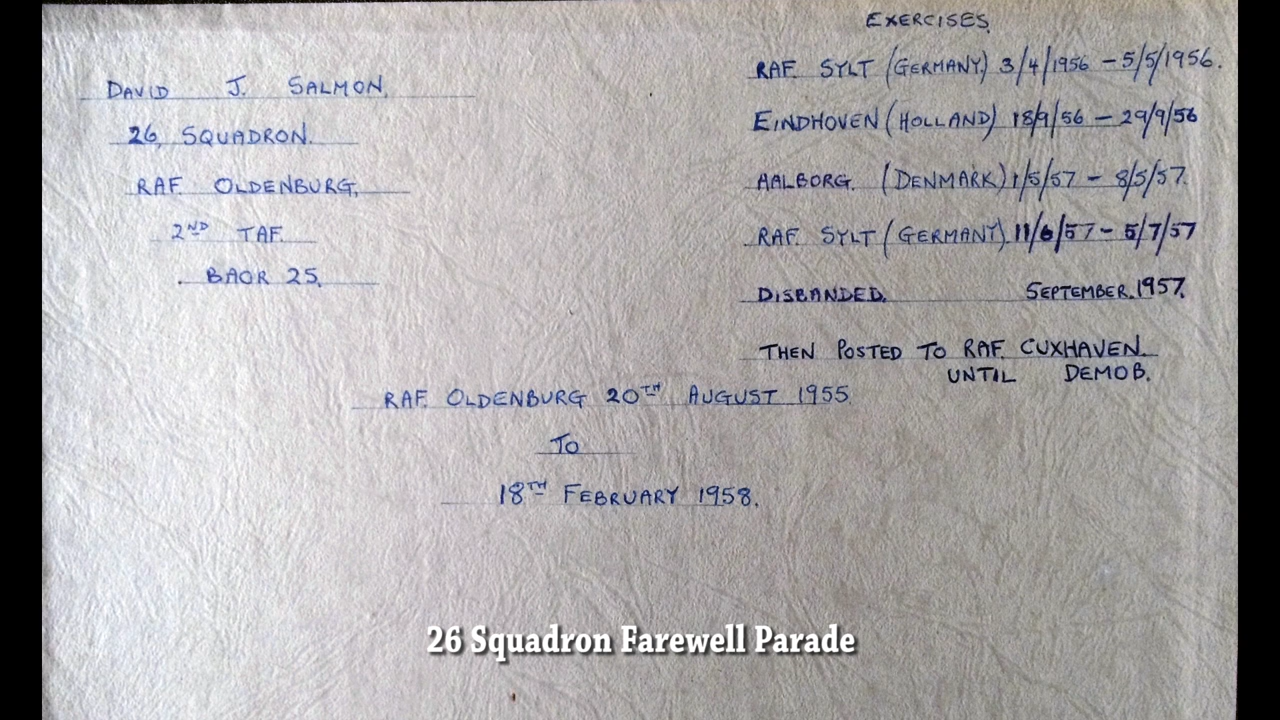 DAVID J. SALMON.
26, SQUADRON.
RAF. OLDENBURG.
2ND TAF.
. BAOR 25.
EXERCISES.
RAF. SYLT (GERMANY) 3/4/1956 – 5/5/1956.
EINDHOVEN (HOLLAND) 18/9/56 – 29/9/56
AALBORG. (DENMARK) 1/5/57 – 8/5/57.
RAF. SYLT (GERMANY). 11/6/57 – 5/7/57
DISBANDED. SEPTEMBER. 1957.
THEN POSTED TO RAF. CUXHAVEN.
UNTIL DEMOB.
RAF. OLDENBURG 20TH AUGUST 1955
TO
18TH FEBRUARY 1958.
26 Squadron Farewell Parade